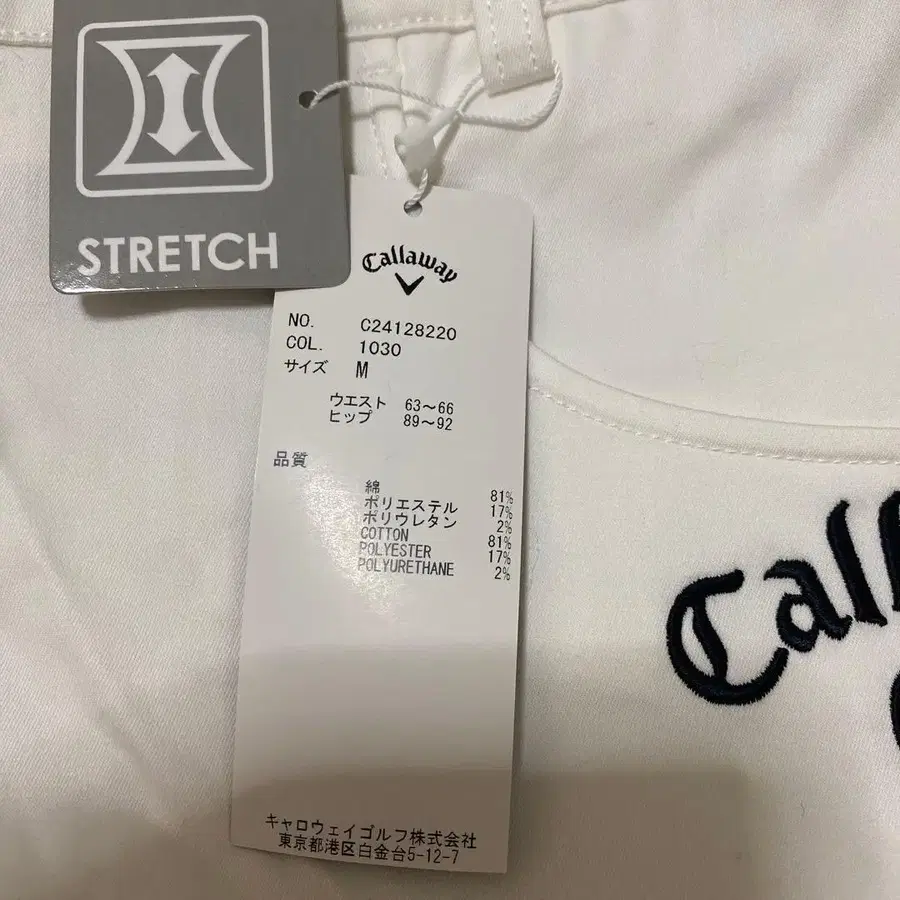 STRETCH
Callaway
NO. C24128220
COL. 1030
サイズ M
ウエスト 63～66
ヒップ 89～92
品質
綿 81%
ポリエステル 17%
ポリウレタン 2%
COTTON 81%
POLYESTER 17%
POLYURETHANE 2%
キャロウェイゴルフ株式会社
東京都港区白金台5-12-7
Call